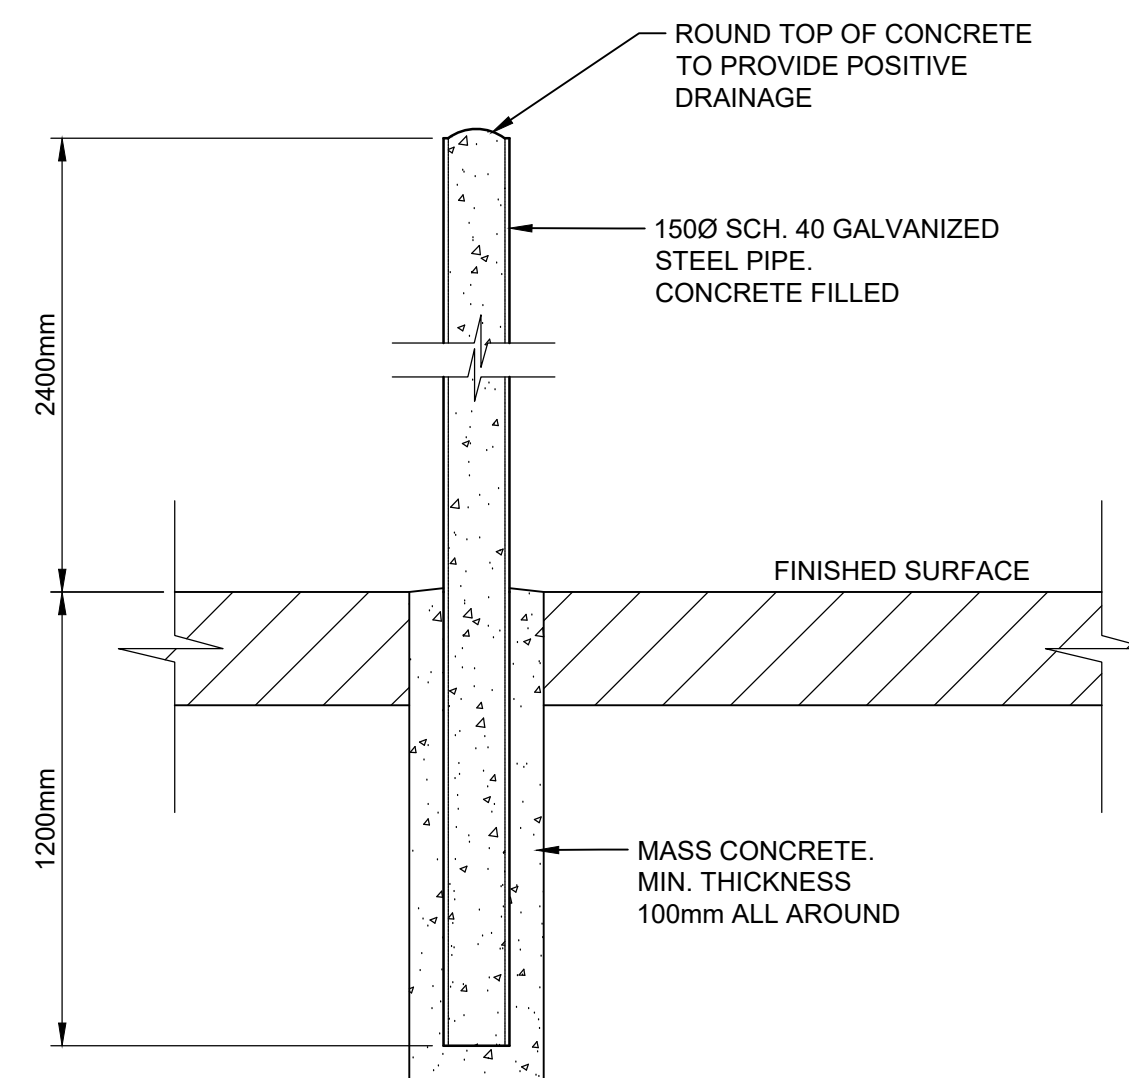 ROUND TOP OF CONCRETE
TO PROVIDE POSITIVE
DRAINAGE
150Ø SCH. 40 GALVANIZED
STEEL PIPE.
CONCRETE FILLED
2400mm
FINISHED SURFACE
1200mm
MASS CONCRETE.
MIN. THICKNESS
100mm ALL AROUND